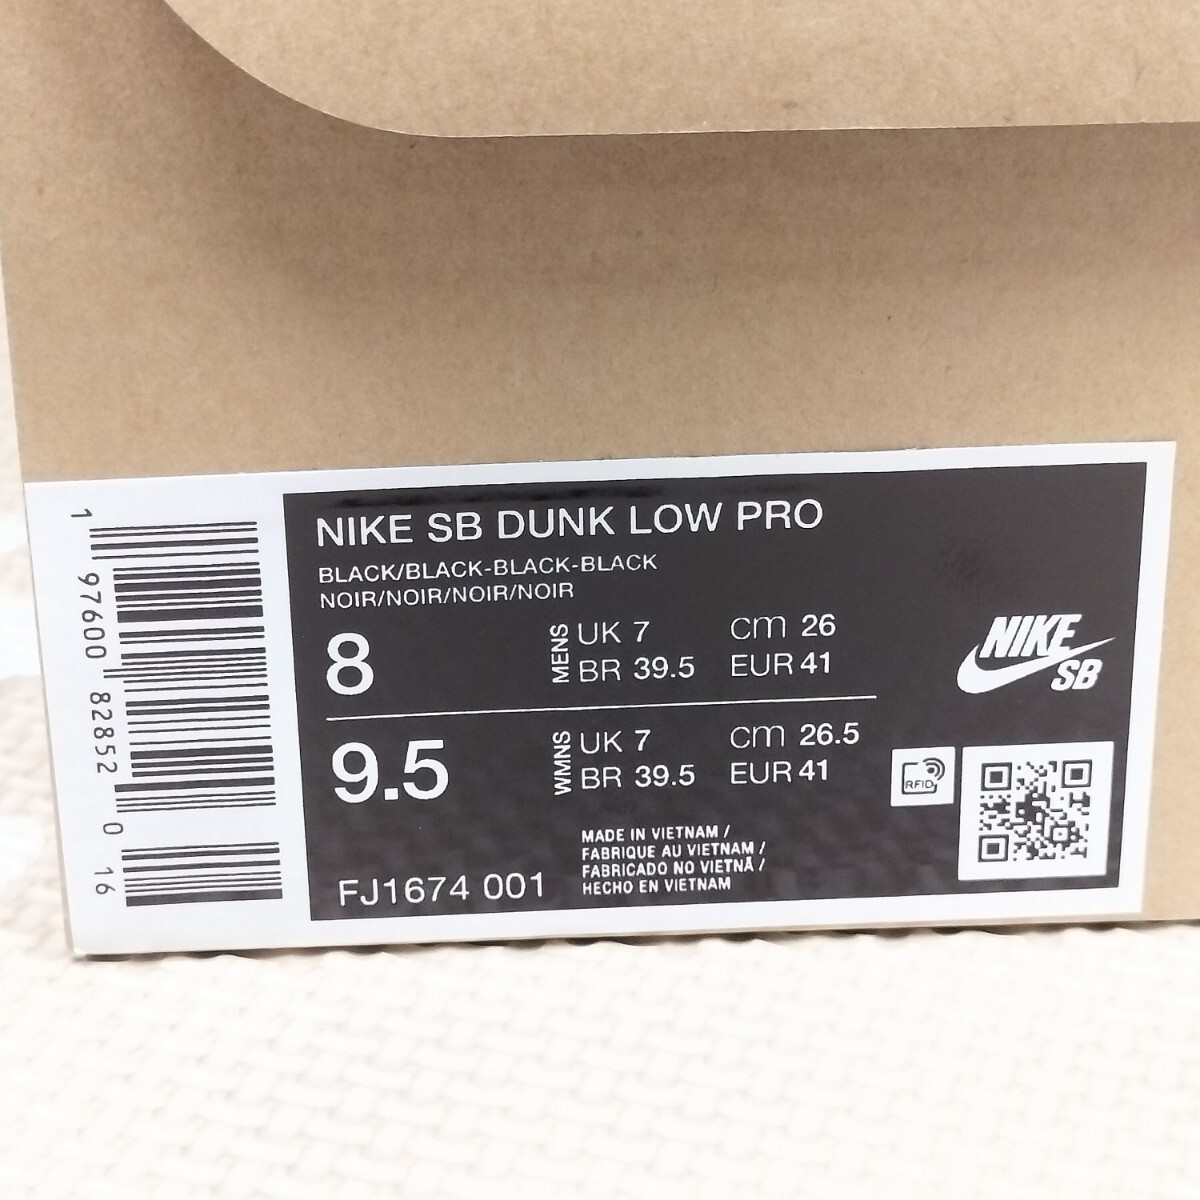 NIKE SB DUNK LOW PRO
BLACK/BLACK-BLACK-BLACK
NOIR/NOIR/NOIR/NOIR
8 MENS UK 7 cm 26
BR 39.5 EUR 41
9.5 WMNS UK 7 cm 26.5
BR 39.5 EUR 41
MADE IN VIETNAM /
FABRIQUE AU VIETNAM /
FABRICADO NO VIETNÃ /
HECHO EN VIETNAM
FJ1674 001
NIKE
SB
RFID
1 97600 82852 0 16